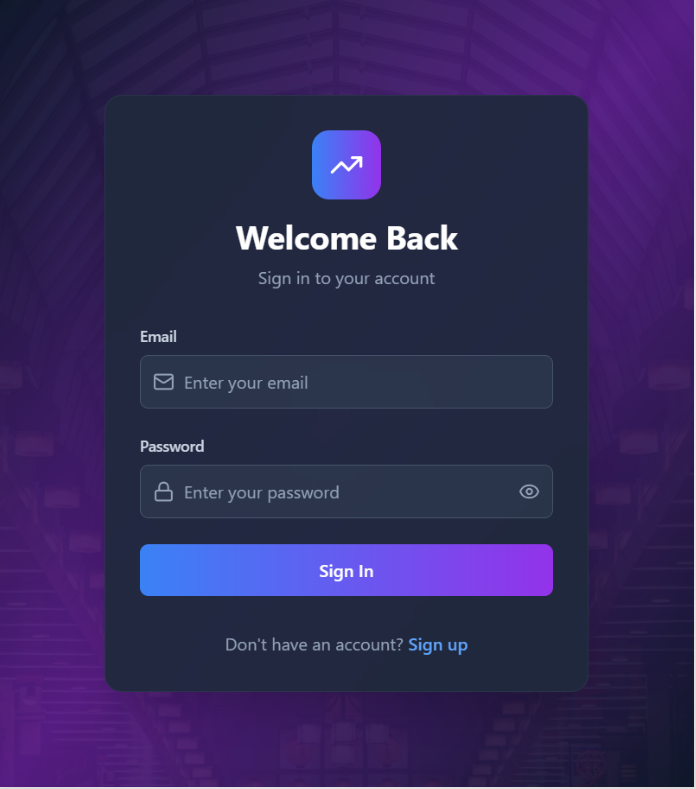 Welcome Back
Sign in to your account
Email
Enter your email
Password
Enter your password
Sign In
Don't have an account? Sign up